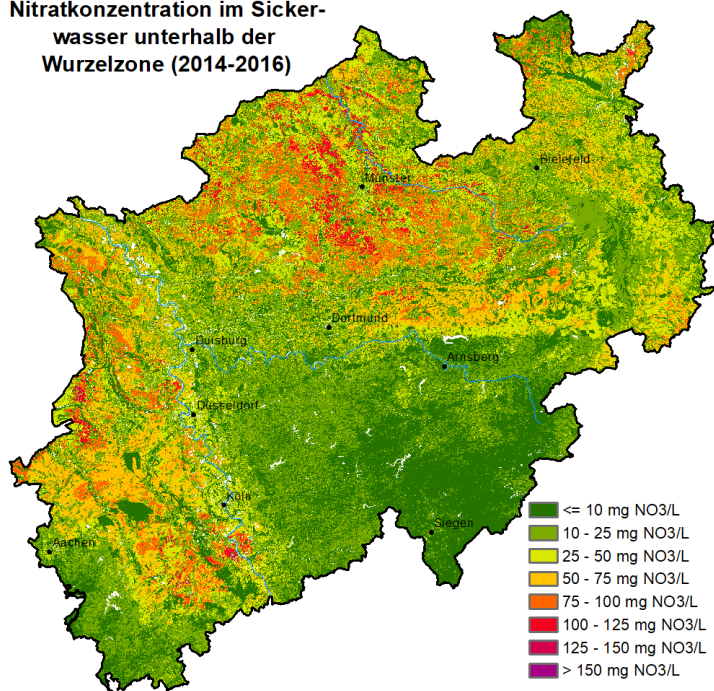 Nitratkonzentration im Sicker-
wasser unterhalb der
Wurzelzone (2014-2016)
Bielefeld
Münster
Dortmund
Duisburg
Arnsberg
Düsseldorf
Köln
Siegen
Aachen
<= 10 mg NO3/L
10 - 25 mg NO3/L
25 - 50 mg NO3/L
50 - 75 mg NO3/L
75 - 100 mg NO3/L
100 - 125 mg NO3/L
125 - 150 mg NO3/L
> 150 mg NO3/L